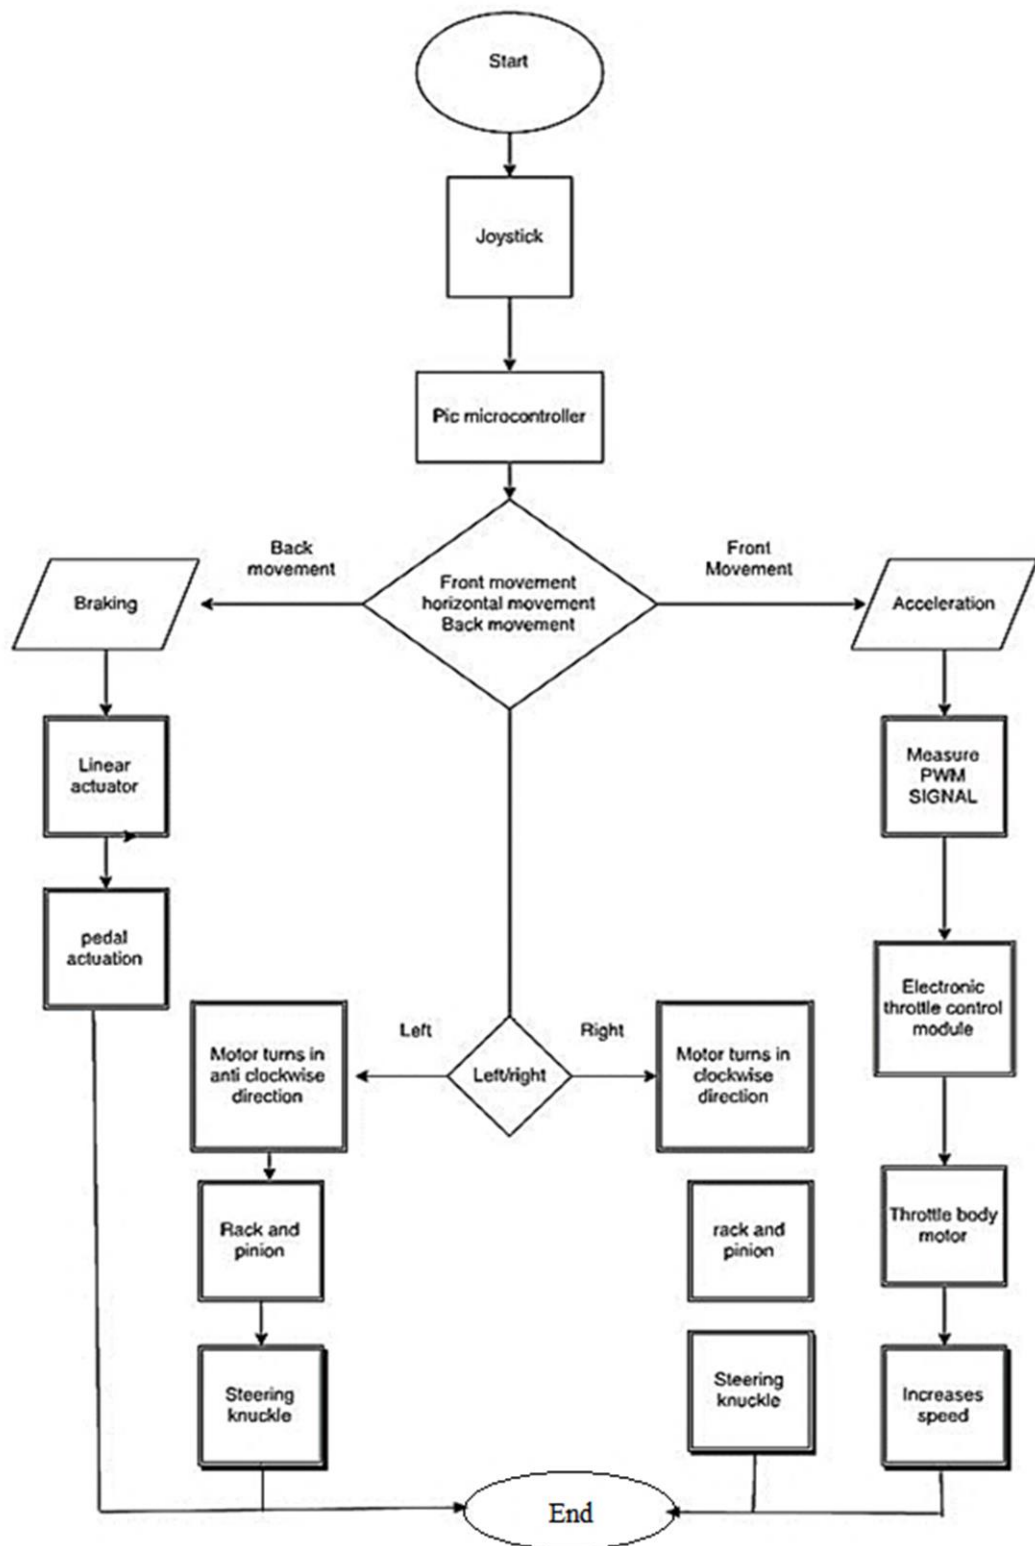 Start
Joystick
Pic microcontroller
Back
movement
Front
Movement
Braking
Front movement
horizontal movement
Back movement
Acceleration
Linear
actuator
Measure
PWM
SIGNAL
pedal
actuation
Electronic
throttle control
module
Left
Right
Motor turns in
anti clockwise
direction
Left/right
Motor turns in
clockwise
direction
Rack and
pinion
rack and
pinion
Throttle body
motor
Steering
knuckle
Steering
knuckle
Increases
speed
End